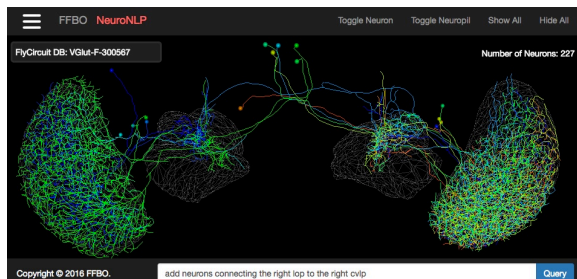 FFBO NeuroNLP Toggle Neuron Toggle Neuropil Show All Hide All
FlyCircuit DB: VGlut-F-300567 Number of Neurons: 227
Copyright © 2016 FFBO. add neurons connecting the right lop to the right cvlp Query